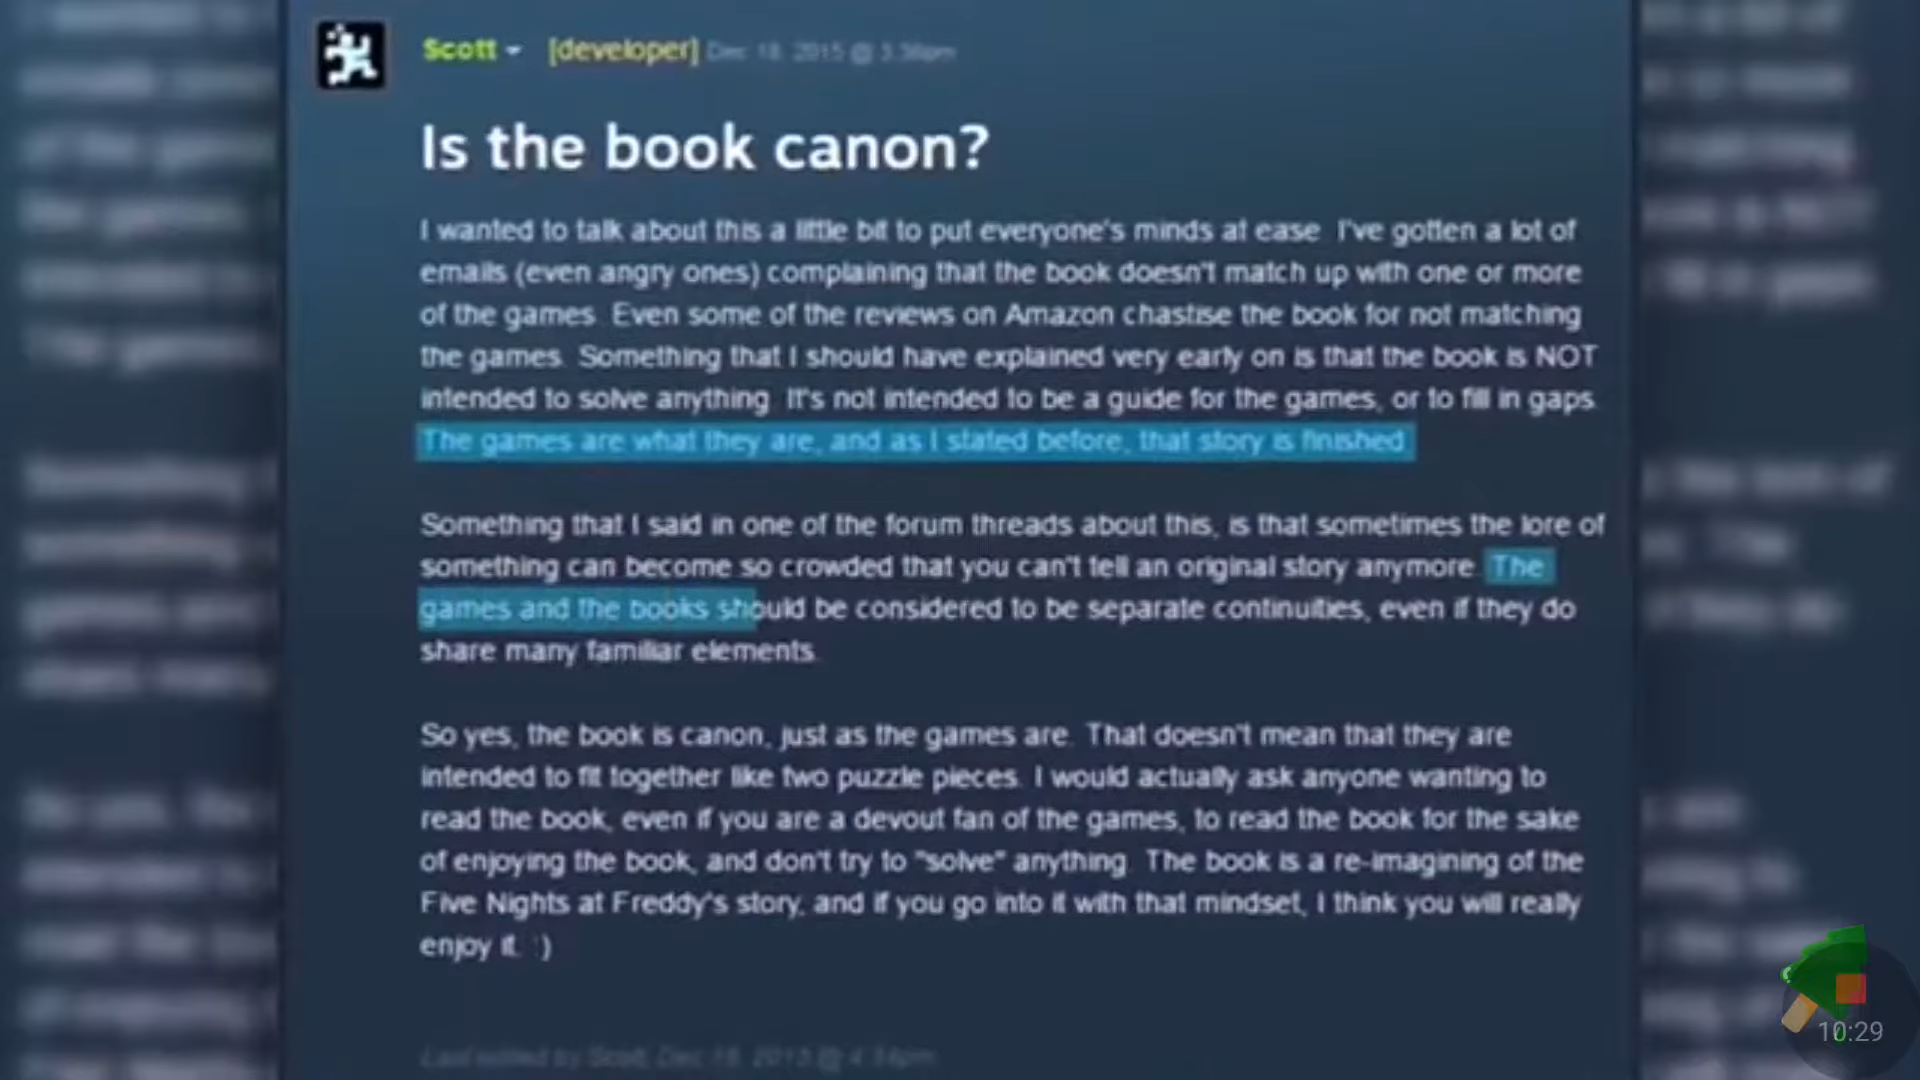 Scott [developer] Dec 18, 2015 @ 3:36pm
Is the book canon?
I wanted to talk about this a little bit to put everyone's minds at ease. I've gotten a lot of
emails (even angry ones) complaining that the book doesn't match up with one or more
of the games. Even some of the reviews on Amazon chastise the book for not matching
the games. Something that I should have explained very early on is that the book is NOT
intended to solve anything. It's not intended to be a guide for the games, or to fill in gaps.
The games are what they are, and as I stated before, that story is finished.
Something that I said in one of the forum threads about this, is that sometimes the lore of
something can become so crowded that you can't tell an original story anymore. The
games and the books should be considered to be separate continuities, even if they do
share many familiar elements.
So yes, the book is canon, just as the games are. That doesn't mean that they are
intended to fit together like two puzzle pieces. I would actually ask anyone wanting to
read the book, even if you are a devout fan of the games, to read the book for the sake
of enjoying the book, and don't try to "solve" anything. The book is a re-imagining of the
Five Nights at Freddy's story, and if you go into it with that mindset, I think you will really
enjoy it. :)
Last edited by Scott; Dec 18, 2015 @
10:29